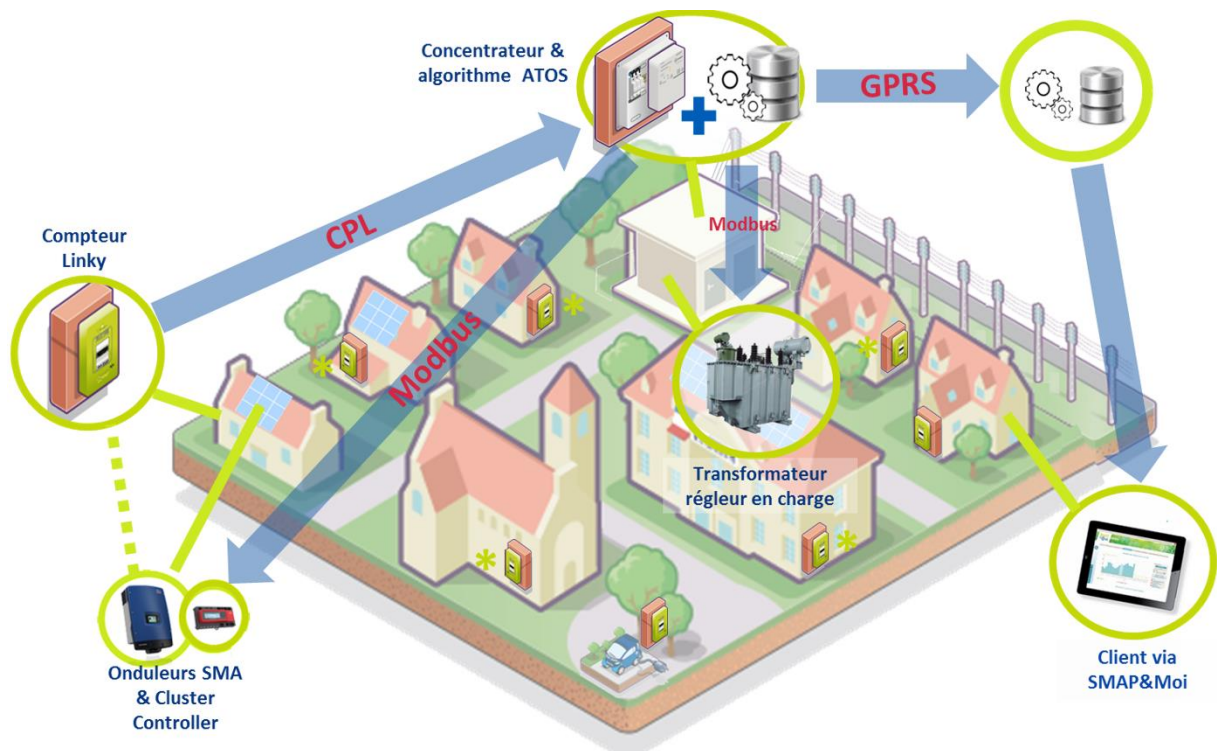 Concentrateur &
algorithme ATOS
GPRS
CPL
Modbus
Compteur
Linky
Modbus
Transformateur
régleur en charge
Onduleurs SMA
& Cluster
Controller
Client via
SMAP&Moi